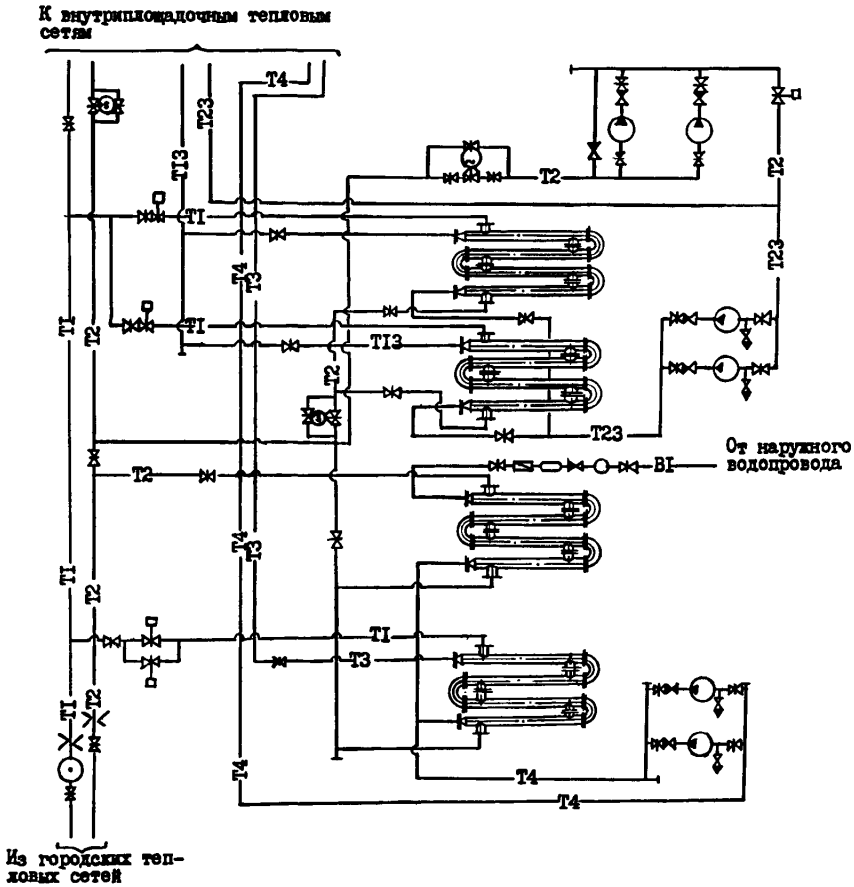 К внутриплощадочным тепловым
сетям
Т4
Т23
Т13
Т2
Т2
Т1
Т4
Т3
Т23
Т1
Т2
Т1
Т13
Т2
Т23
От наружного
водопровода
В1
Т2
Т4
Т3
Т1
Т2
Т1
Т3
Т1
Т2
Т4
Т4
Т4
Из городских теп-
ловых сетей